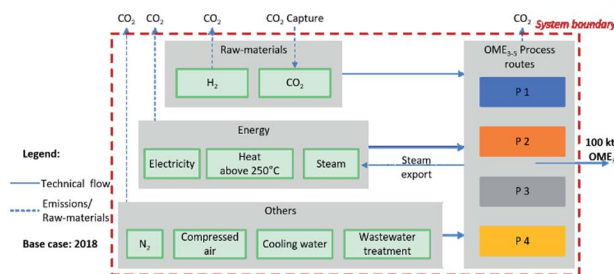 CO2 CO2 H2 CO2 Capture CO2
System boundary
Raw-materials
H2 CO2
OME3-5 Process
routes
P 1
Energy
Electricity
Heat
above 250°C
Steam
Steam
export
P 2
100 kt
OME
P 3
Others
N2
Compressed
air
Cooling water
Wastewater
treatment
P 4
Legend:
Technical flow
Emissions/
Raw-materials
Base case: 2018